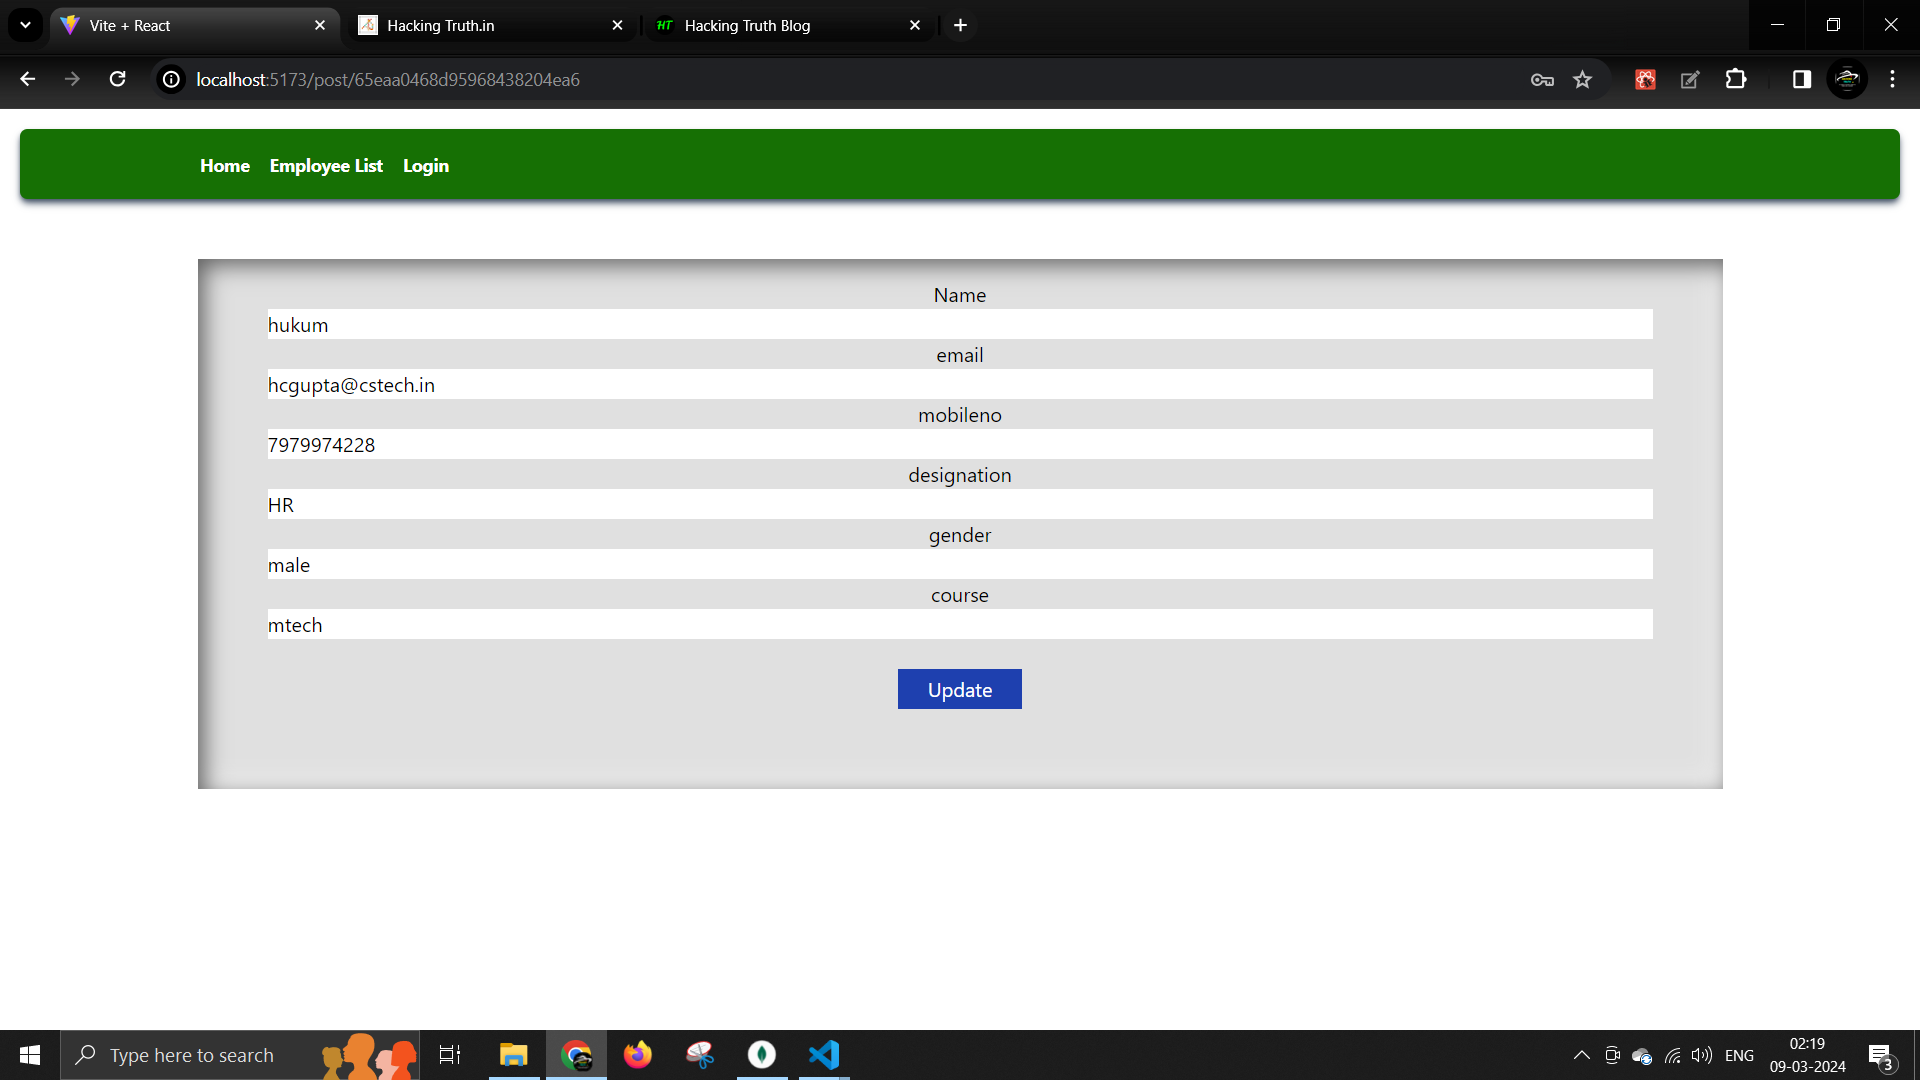 Vite + React
Hacking Truth.in
HT Hacking Truth Blog
localhost:5173/post/65eaa0468d95968438204ea6
Home Employee List Login
Name
hukum
email
hcgupta@cstech.in
mobileno
7979974228
designation
HR
gender
male
course
mtech
Update
Type here to search
ENG
02:19
09-03-2024
3